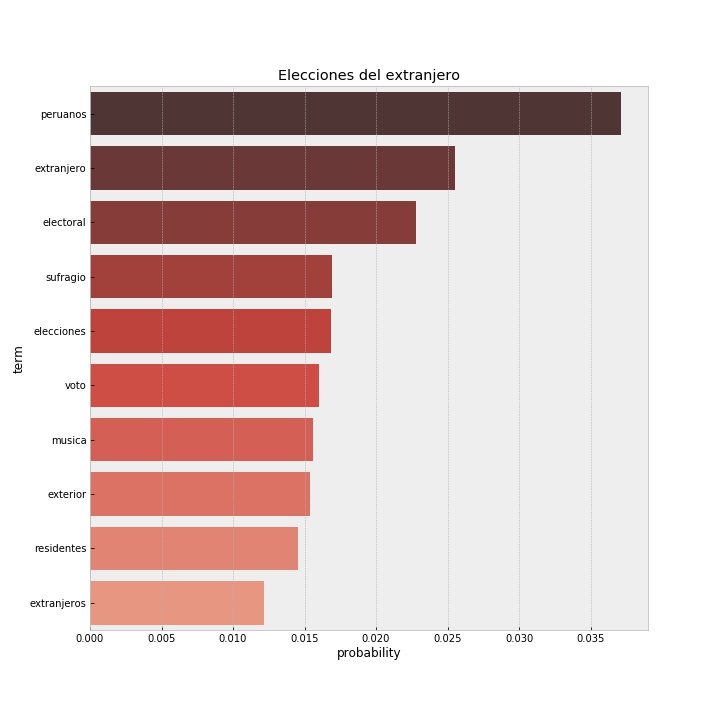 Elecciones del extranjero
term
peruanos
extranjero
electoral
sufragio
elecciones
voto
musica
exterior
residentes
extranjeros
0.000 0.005 0.010 0.015 0.020 0.025 0.030 0.035
probability